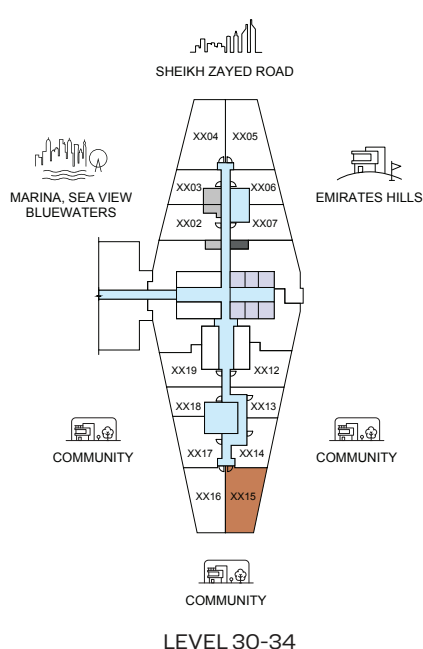 SHEIKH ZAYED ROAD
XX04 XX05
MARINA, SEA VIEW
BLUEWATERS
XX03 XX06
EMIRATES HILLS
XX02 XX07
XX19 XX12
XX18 XX13
COMMUNITY
XX17 XX14
COMMUNITY
XX16 XX15
COMMUNITY
LEVEL 30-34